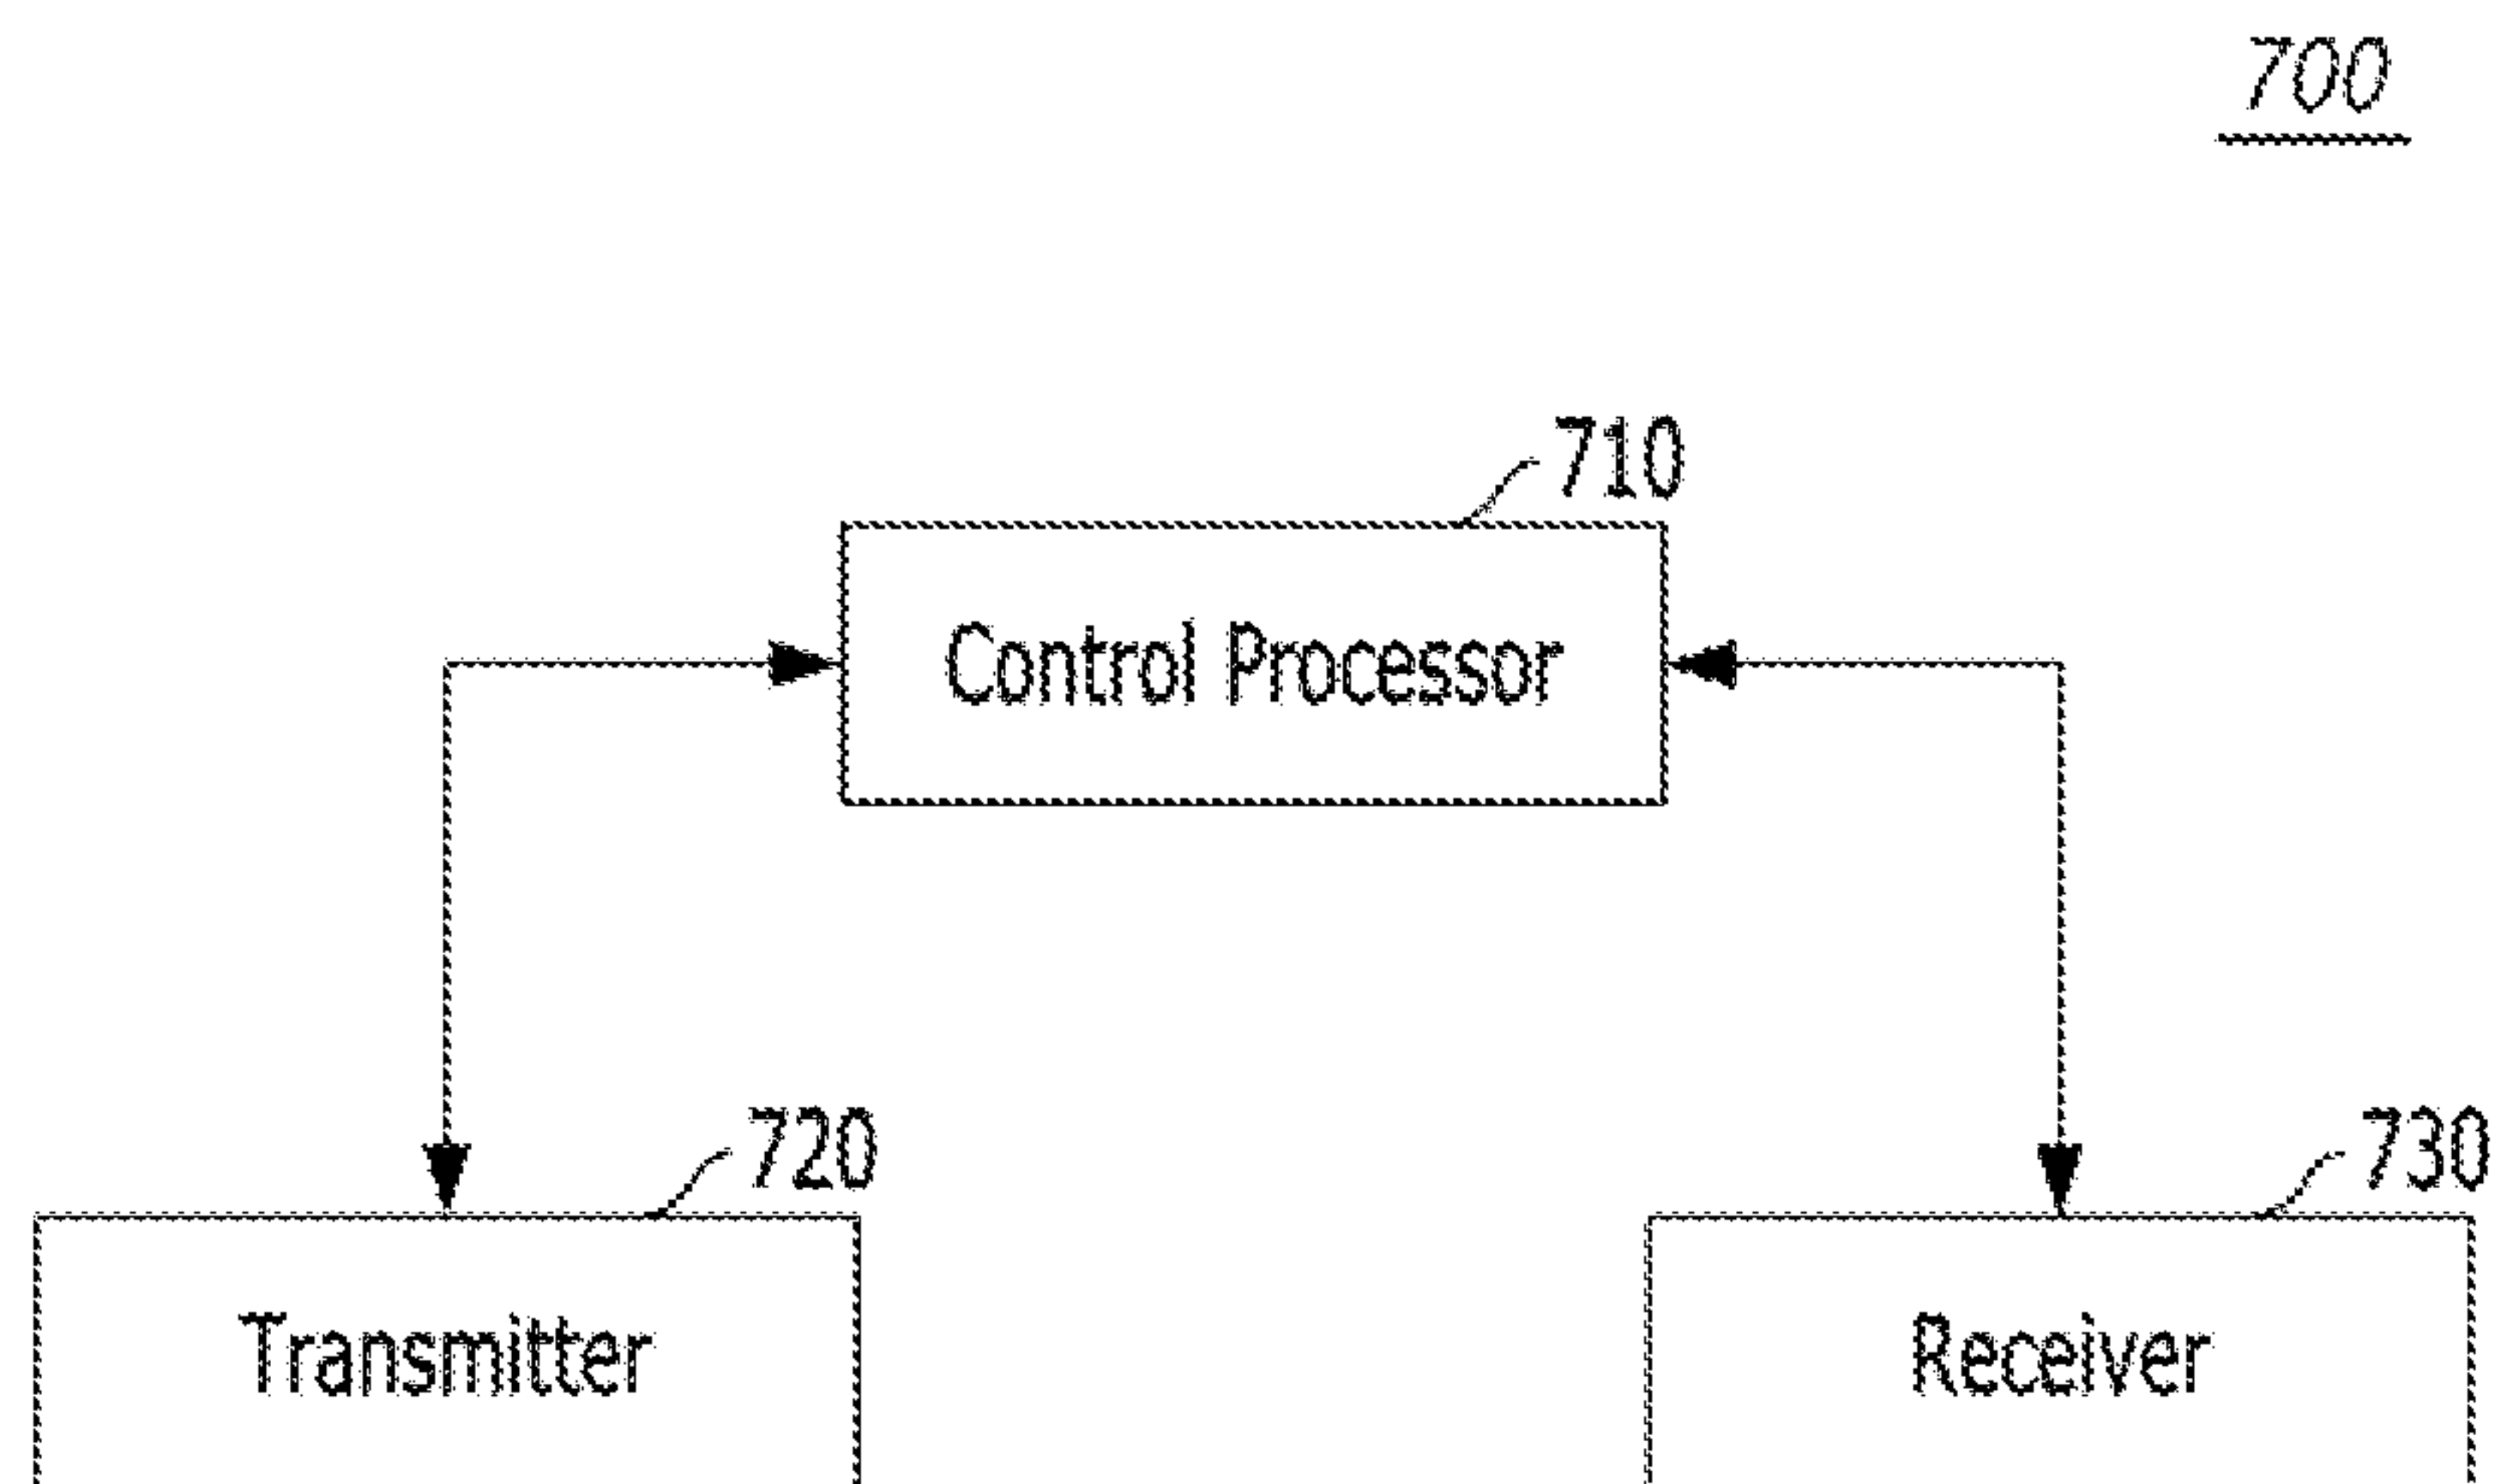 700
710
Control Processor
720
730
Transmitter
Receiver